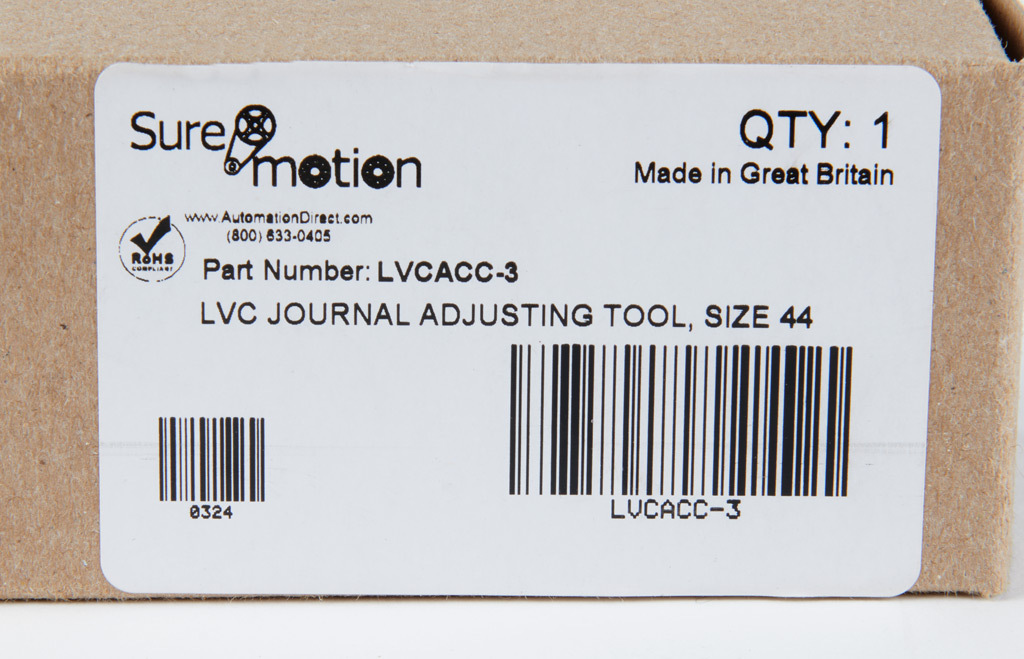 Sure motion
QTY: 1
Made in Great Britain
www.AutomationDirect.com
(800) 633-0405
RoHS
COMPLIANT
Part Number: LVCACC-3
LVC JOURNAL ADJUSTING TOOL, SIZE 44
0324
LVCACC-3